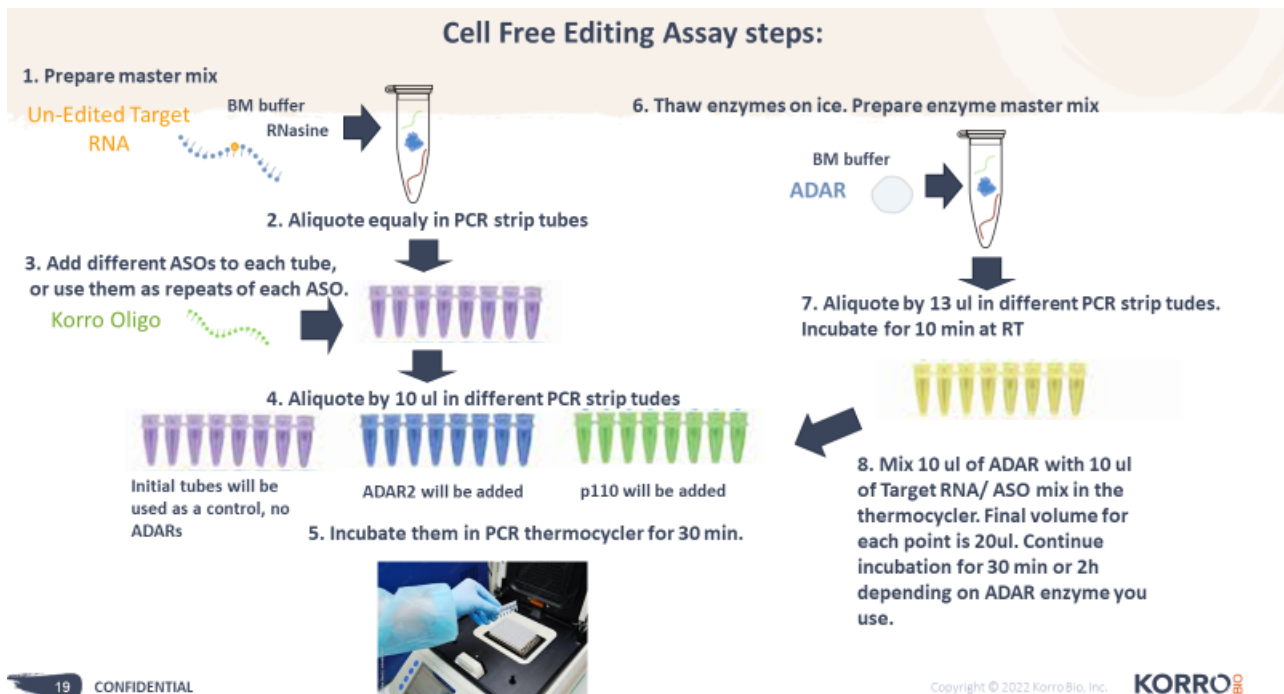 Cell Free Editing Assay steps:
1. Prepare master mix
Un-Edited Target
RNA
BM buffer
RNasine
2. Aliquote equaly in PCR strip tubes
3. Add different ASOs to each tube,
or use them as repeats of each ASO.
Korro Oligo
4. Aliquote by 10 ul in different PCR strip tudes
Initial tubes will be
used as a control, no
ADARs
ADAR2 will be added
p110 will be added
5. Incubate them in PCR thermocycler for 30 min.
6. Thaw enzymes on ice. Prepare enzyme master mix
BM buffer
ADAR
7. Aliquote by 13 ul in different PCR strip tudes.
Incubate for 10 min at RT
8. Mix 10 ul of ADAR with 10 ul
of Target RNA/ ASO mix in the
thermocycler. Final volume for
each point is 20ul. Continue
incubation for 30 min or 2h
depending on ADAR enzyme you
use.
19 CONFIDENTIAL
Copyright © 2022 Korro Bio, Inc.
KORRO BIO